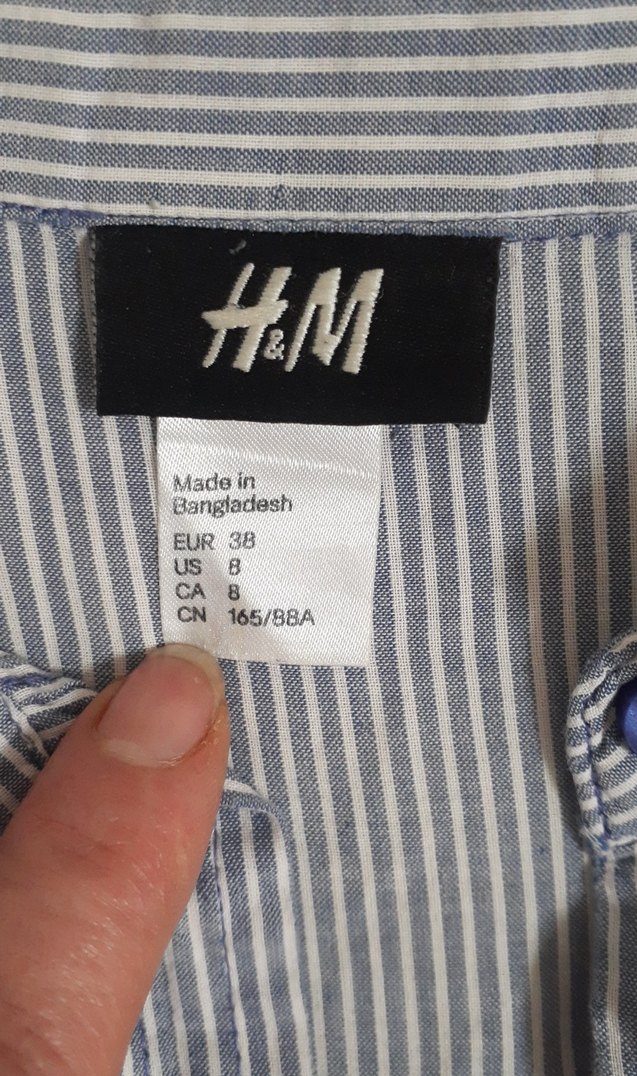 H&M
Made in
Bangladesh
EUR 38
US 8
CA 8
CN 165/88A